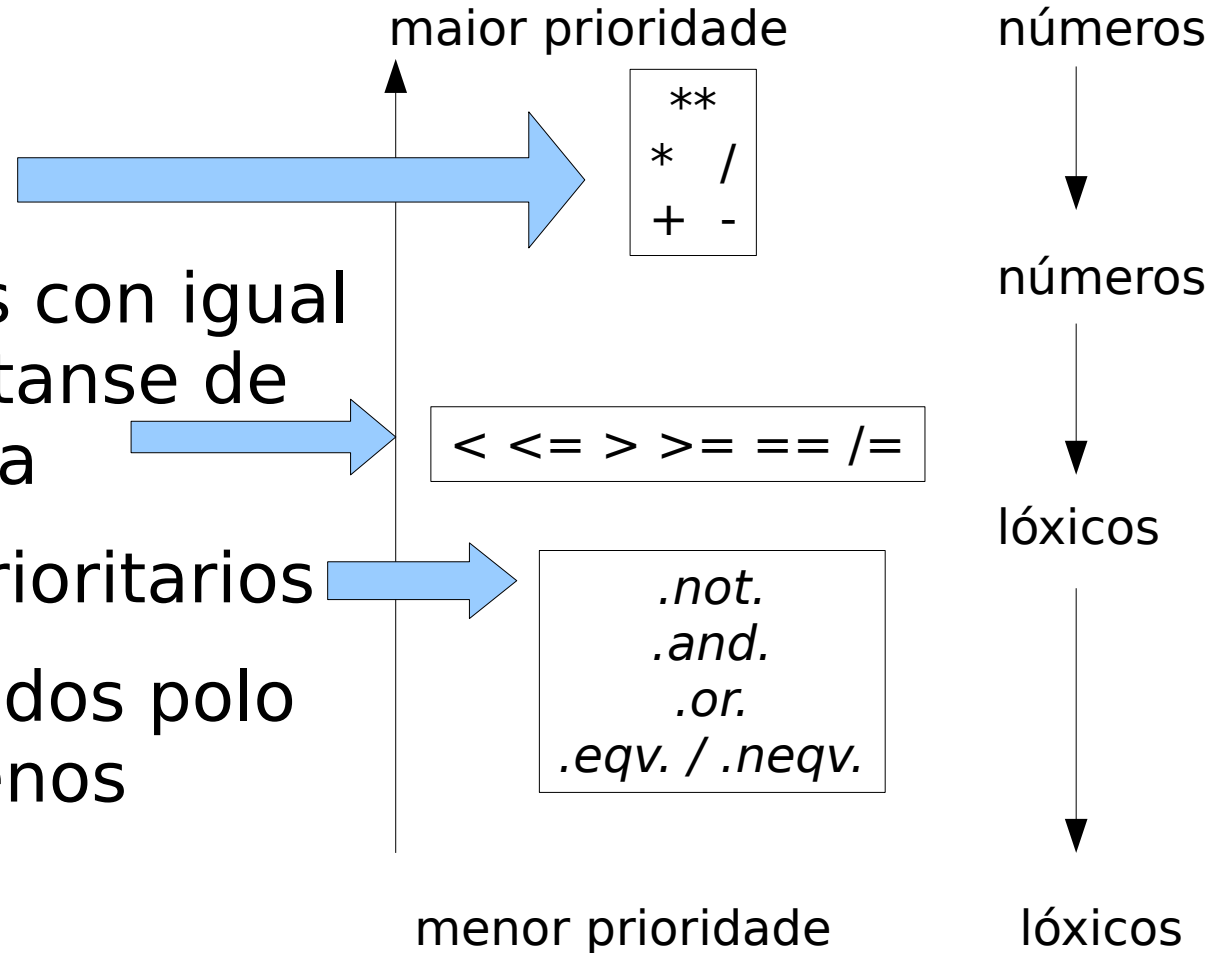 maior prioridade
números
**
* /
+ -
números
s con igual
tanse de
a
< <= > >= == /=
lóxicos
rioritarios
.not.
.and.
.or.
.eqv. / .neqv.
dos polo
enos
menor prioridade
lóxicos